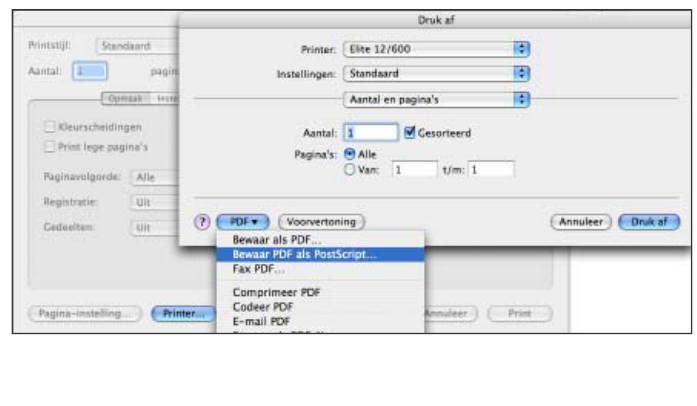 Druk af
Printstijl: Standaard
Aantal: 1 pagin
Opmaak
Kleurscheidingen
Print lege pagina's
Paginavolgorde: Alle
Registratie: Uit
Gedeelten: Uit
Pagina-instelling... Printer... Annuleer Print
Printer: Elite 12/600
Instellingen: Standaard
Aantal en pagina's
Aantal: 1 Gesorteerd
Pagina's: Alle
Van: 1 t/m: 1
? PDF Voorvertoning Annuleer Druk af
Bewaar als PDF...
Bewaar PDF als PostScript...
Fax PDF...
Comprimeer PDF
Codeer PDF
E-mail PDF